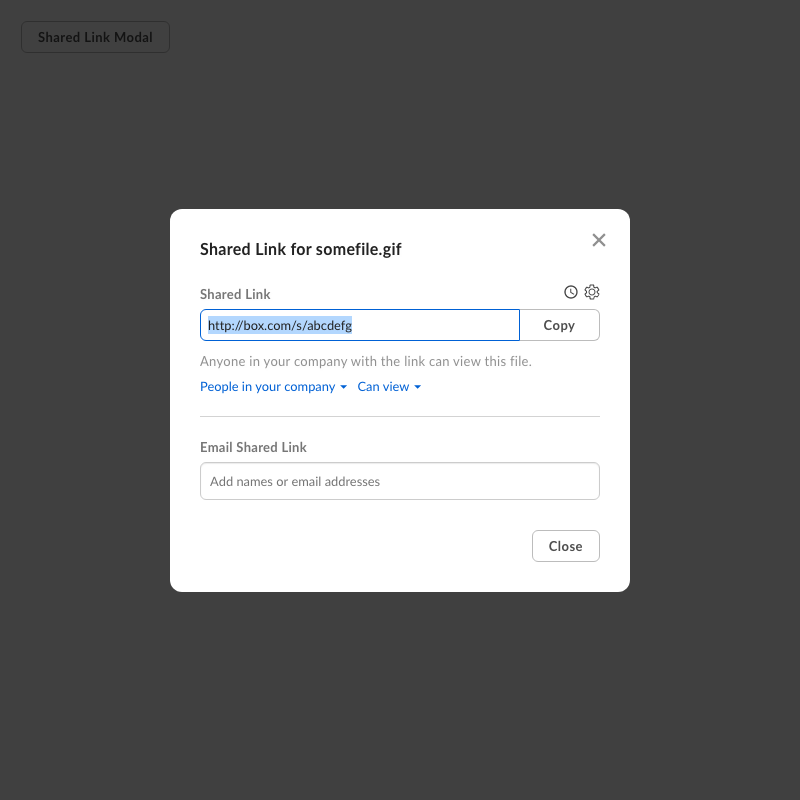 Shared Link Modal
Shared Link for somefile.gif
Shared Link
http://box.com/s/abcdefg
Copy
Anyone in your company with the link can view this file.
People in your company Can view
Email Shared Link
Add names or email addresses
Close